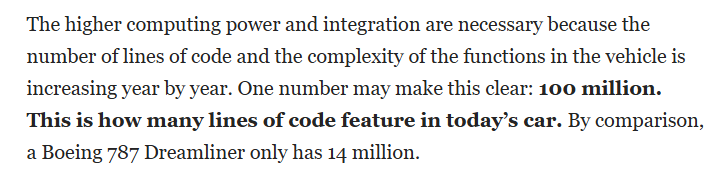 The higher computing power and integration are necessary because the
number of lines of code and the complexity of the functions in the vehicle is
increasing year by year. One number may make this clear: 100 million.
This is how many lines of code feature in today’s car. By comparison,
a Boeing 787 Dreamliner only has 14 million.